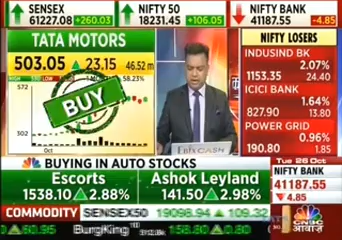 SENSEX
61227.08 +260.03
NIFTY 50
18231.45 +106.05
NIFTY BANK
41187.55 -4.85
TATA MOTORS
503.05 23.15 46.52 m
58.23%
572
302
Oct
BUY
NIFTY LOSERS
INDUSIND BK
2.07%
1153.35 24.40
ICICI BANK
1.64%
827.90 13.80
POWER GRID
0.96%
190.80 1.85
BUYING IN AUTO STOCKS
Escorts
1538.10 2.88%
Ashok Leyland
141.50 2.98%
Tue 26 Oct
NIFTY BANK
41187.55
4.85
COMMODITY
SENSEX50 19098.94 109.32
CNBC
आवाज़